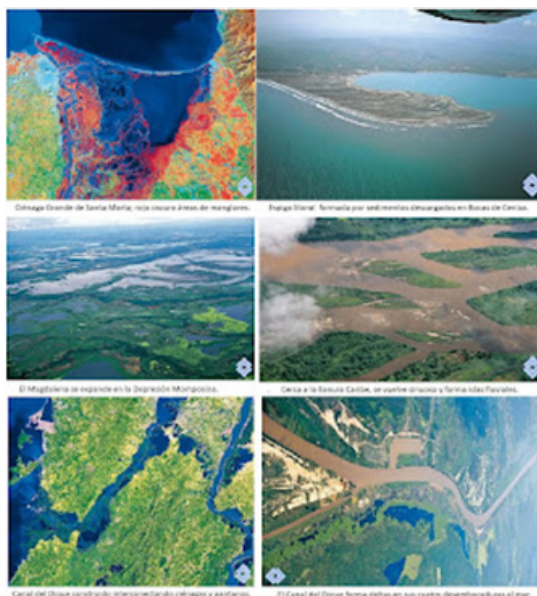 Ciénaga Grande de Santa Marta; rojo oscuro áreas de manglares.
Espiga litoral formada por sedimentos descargados en Bocas de Ceniza.
El Magdalena se expande en la Depresión Momposina.
Cerca a la llanura Caribe, se vuelve sinuoso y forma islas fluviales.
Canal del Dique construido interconectando ciénagas y pantanos.
El Canal del Dique forma deltas en sus cuatro desembocaduras al mar.